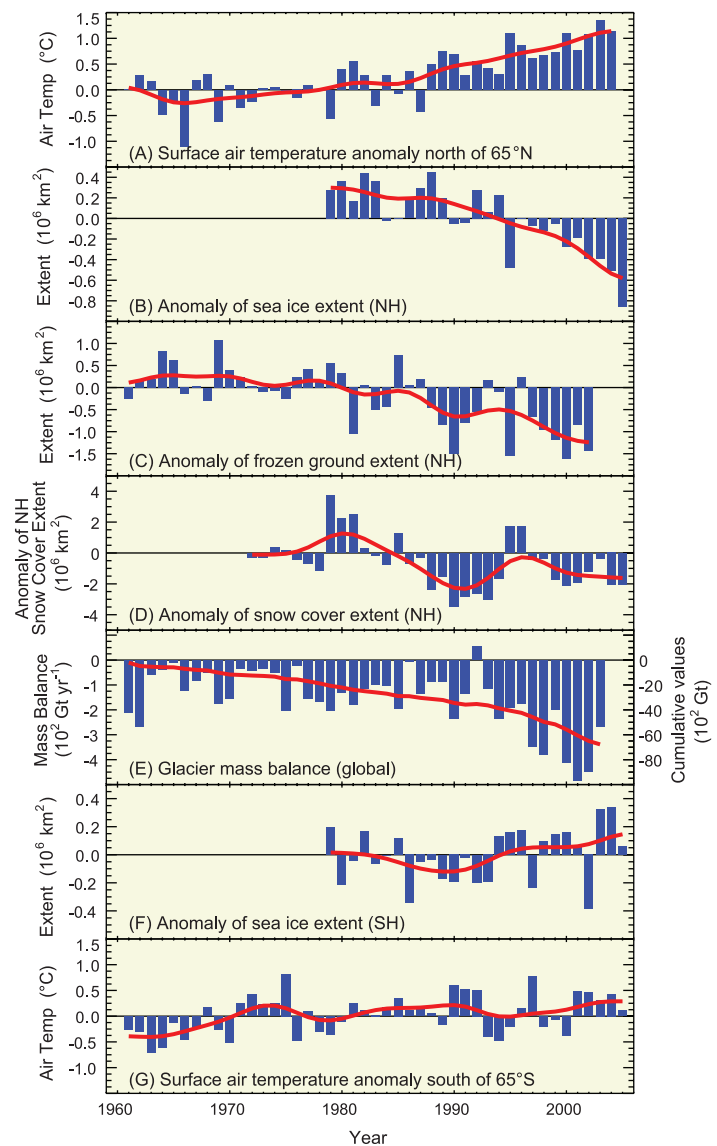 1.5
1.0
0.5
0.0
-0.5
-1.0
Air Temp (°C)
(A) Surface air temperature anomaly north of 65°N
0.4
0.2
0.0
-0.2
-0.4
-0.6
-0.8
Extent (10⁶ km²)
(B) Anomaly of sea ice extent (NH)
1.0
0.5
0.0
-0.5
-1.0
-1.5
Extent (10⁶ km²)
(C) Anomaly of frozen ground extent (NH)
4
2
0
-2
-4
Anomaly of NH
Snow Cover Extent
(10⁶ km²)
(D) Anomaly of snow cover extent (NH)
0
-1
-2
-3
-4
Mass Balance
(10² Gt yr⁻¹)
0
-20
-40
-60
-80
Cumulative values
(10² Gt)
(E) Glacier mass balance (global)
0.4
0.2
0.0
-0.2
-0.4
Extent (10⁶ km²)
(F) Anomaly of sea ice extent (SH)
1.5
1.0
0.5
0.0
-0.5
-1.0
Air Temp (°C)
(G) Surface air temperature anomaly south of 65°S
1960 1970 1980 1990 2000
Year